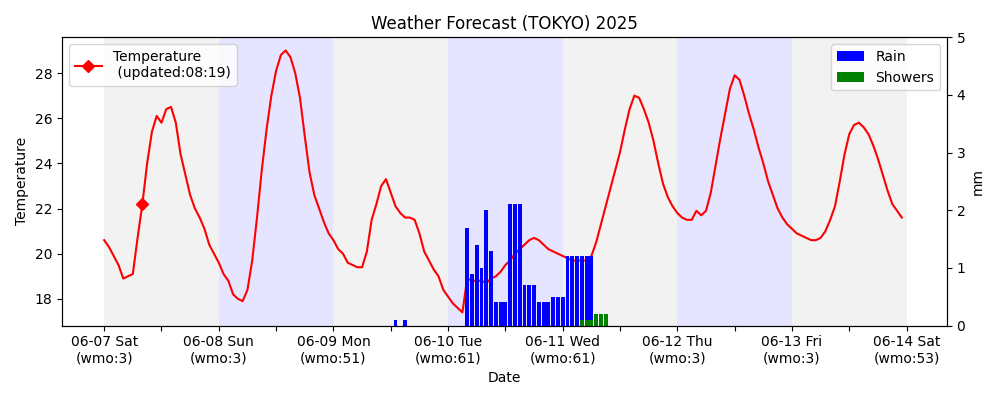 Weather Forecast (TOKYO) 2025
Temperature
(updated:08:19)
Rain
Showers
28
26
24
22
20
18
Temperature
5
4
3
2
1
0
mm
06-07 Sat
(wmo:3)
06-08 Sun
(wmo:3)
06-09 Mon
(wmo:51)
06-10 Tue
(wmo:61)
06-11 Wed
(wmo:61)
06-12 Thu
(wmo:3)
06-13 Fri
(wmo:3)
06-14 Sat
(wmo:53)
Date